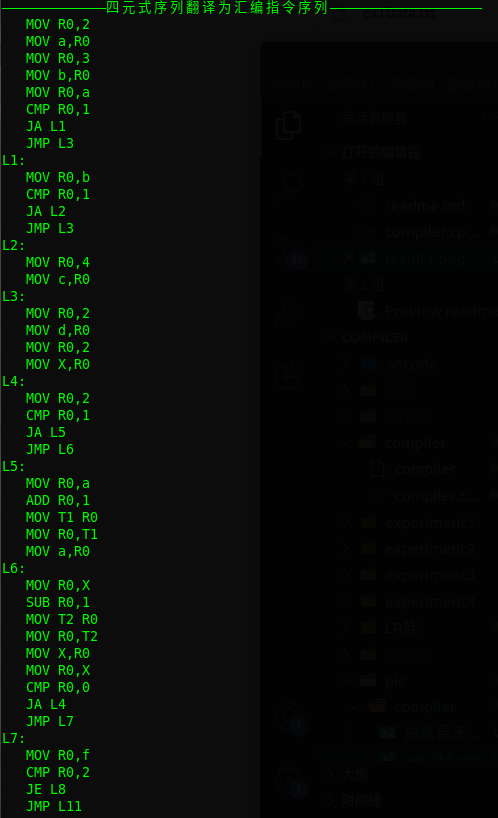 四元式序列翻译为汇编指令序列
MOV R0,2
MOV a,R0
MOV R0,3
MOV b,R0
MOV R0,a
CMP R0,1
JA L1
JMP L3
L1:
MOV R0,b
CMP R0,1
JA L2
JMP L3
L2:
MOV R0,4
MOV c,R0
L3:
MOV R0,2
MOV d,R0
MOV R0,2
MOV X,R0
L4:
MOV R0,2
CMP R0,1
JA L5
JMP L6
L5:
MOV R0,a
ADD R0,1
MOV T1 R0
MOV R0,T1
MOV a,R0
L6:
MOV R0,X
SUB R0,1
MOV T2 R0
MOV R0,T2
MOV X,R0
MOV R0,X
CMP R0,0
JA L4
JMP L7
L7:
MOV R0,f
CMP R0,2
JE L8
JMP L11
打开的编辑器
第 1 组
readme.md
compiler.cp...
result1.png
第 2 组
Preview readme
COMPILER
.vscode
compiler
compiler
compiler.c...
experiment1
experiment2
experiment3
experiment4
LR表
pic
compiler
大纲
时间线